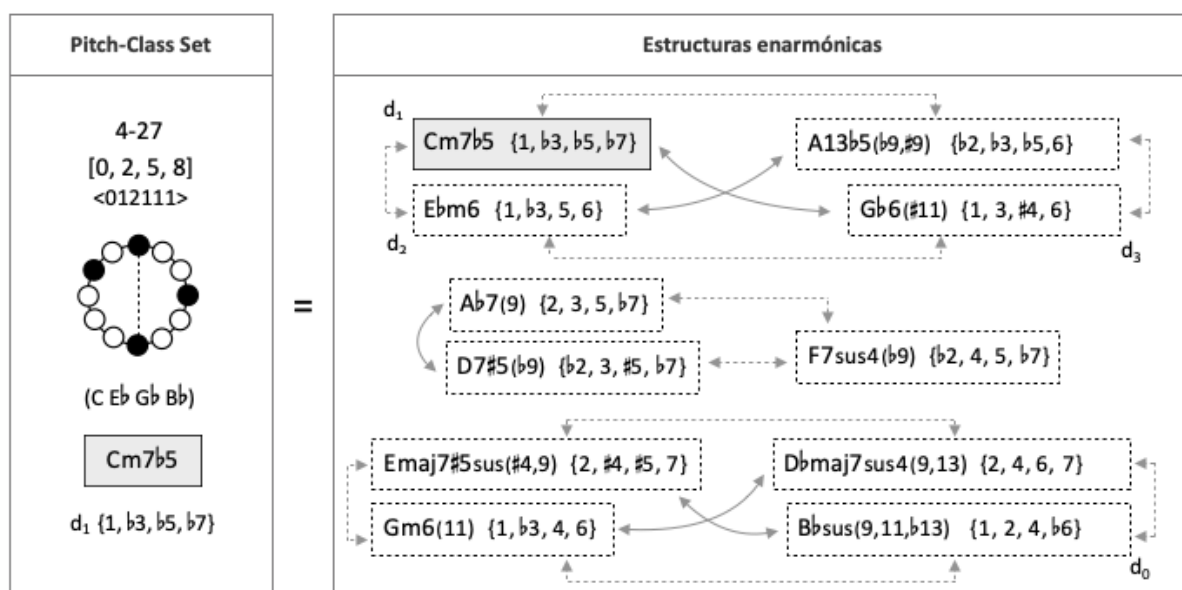 Pitch-Class Set
4-27
[0, 2, 5, 8]
<012111>
(C E♭ G♭ B♭)
Cm7♭5
d₁ {1, ♭3, ♭5, ♭7}
=
Estructuras enarmónicas
d₁
Cm7♭5 {1, ♭3, ♭5, ♭7}
A13♭5(♭9,♯9) {♭2, ♭3, ♭5,6}
E♭m6 {1, ♭3, 5, 6}
G♭6(♯11) {1, 3, ♯4, 6}
d₂
d₃
A♭7(9) {2, 3, 5, ♭7}
D7♯5(♭9) {♭2, 3, ♯5, ♭7}
F7sus4(♭9) {♭2, 4, 5, ♭7}
Emaj7♯5sus(♯4,9) {2, ♯4, ♯5, 7}
D♭maj7sus4(9,13) {2, 4, 6, 7}
Gm6(11) {1, ♭3, 4, 6}
B♭sus(9,11,♭13) {1, 2, 4, ♭6}
d₀